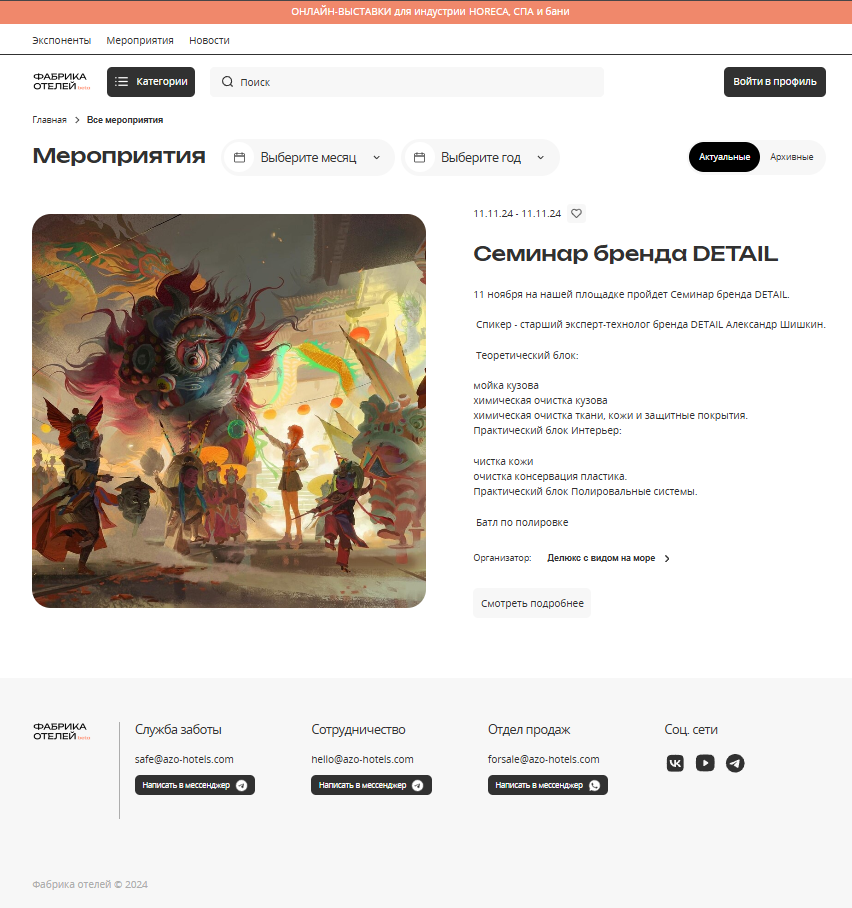 ОНЛАЙН-ВЫСТАВКИ для индустрии HORECA, СПА и бани
Экспоненты Мероприятия Новости
ФАБРИКА
ОТЕЛЕЙ beta
Категории
Поиск
Войти в профиль
Главная > Все мероприятия
Мероприятия
Выберите месяц
Выберите год
Актуальные
Архивные
11.11.24 - 11.11.24
Семинар бренда DETAIL
11 ноября на нашей площадке пройдет Семинар бренда DETAIL.
Спикер - старший эксперт-технолог бренда DETAIL Александр Шишкин.
Теоретический блок:
мойка кузова
химическая очистка кузова
химическая очистка ткани, кожи и защитные покрытия.
Практический блок Интерьер:
чистка кожи
очистка консервация пластика.
Практический блок Полировальные системы.
Батл по полировке
Организатор: Делюкс с видом на море >
Смотреть подробнее
ФАБРИКА
ОТЕЛЕЙ beta
Служба заботы
safe@azo-hotels.com
Написать в мессенджер
Сотрудничество
hello@azo-hotels.com
Написать в мессенджер
Отдел продаж
forsale@azo-hotels.com
Написать в мессенджер
Соц. сети
Фабрика отелей © 2024